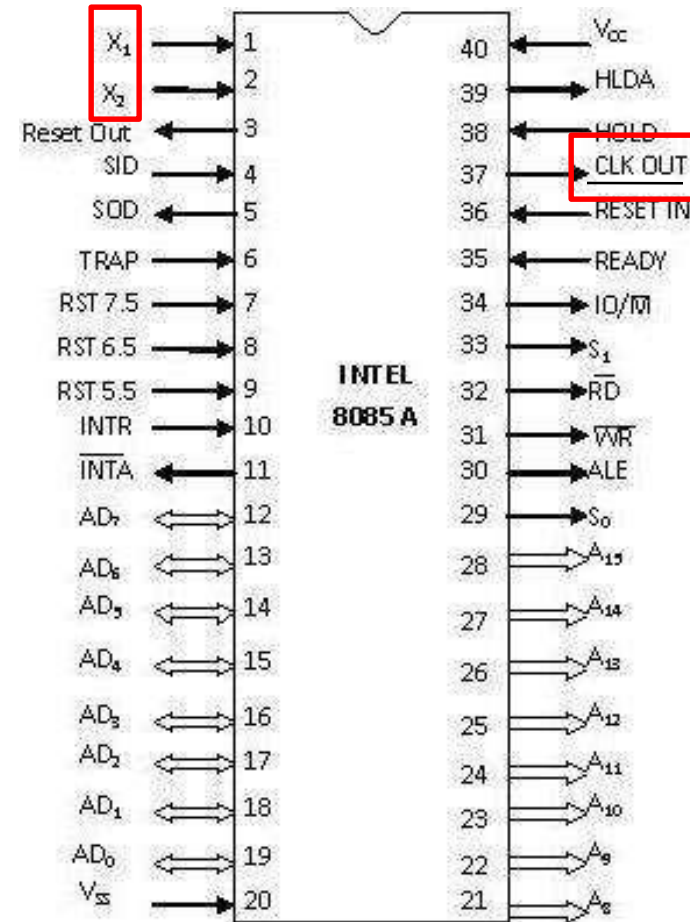 X₁ 1 40 Vcc
X₂ 2 39 HLDA
Reset Out 3 38 HOLD
SID 4 37 CLK OUT
SOD 5 36 RESET IN
TRAP 6 35 READY
RST 7.5 7 34 IO/M̅
RST 6.5 8 33 S₁
RST 5.5 9 INTEL 32 R̅D̅
INTR 10 8085 A 31 W̅R̅
I̅N̅T̅A̅ 11 30 ALE
AD₇ 12 29 S₀
AD₆ 13 28 A₁₅
AD₅ 14 27 A₁₄
AD₄ 15 26 A₁₃
AD₃ 16 25 A₁₂
AD₂ 17 24 A₁₁
AD₁ 18 23 A₁₀
AD₀ 19 22 A₉
Vss 20 21 A₈